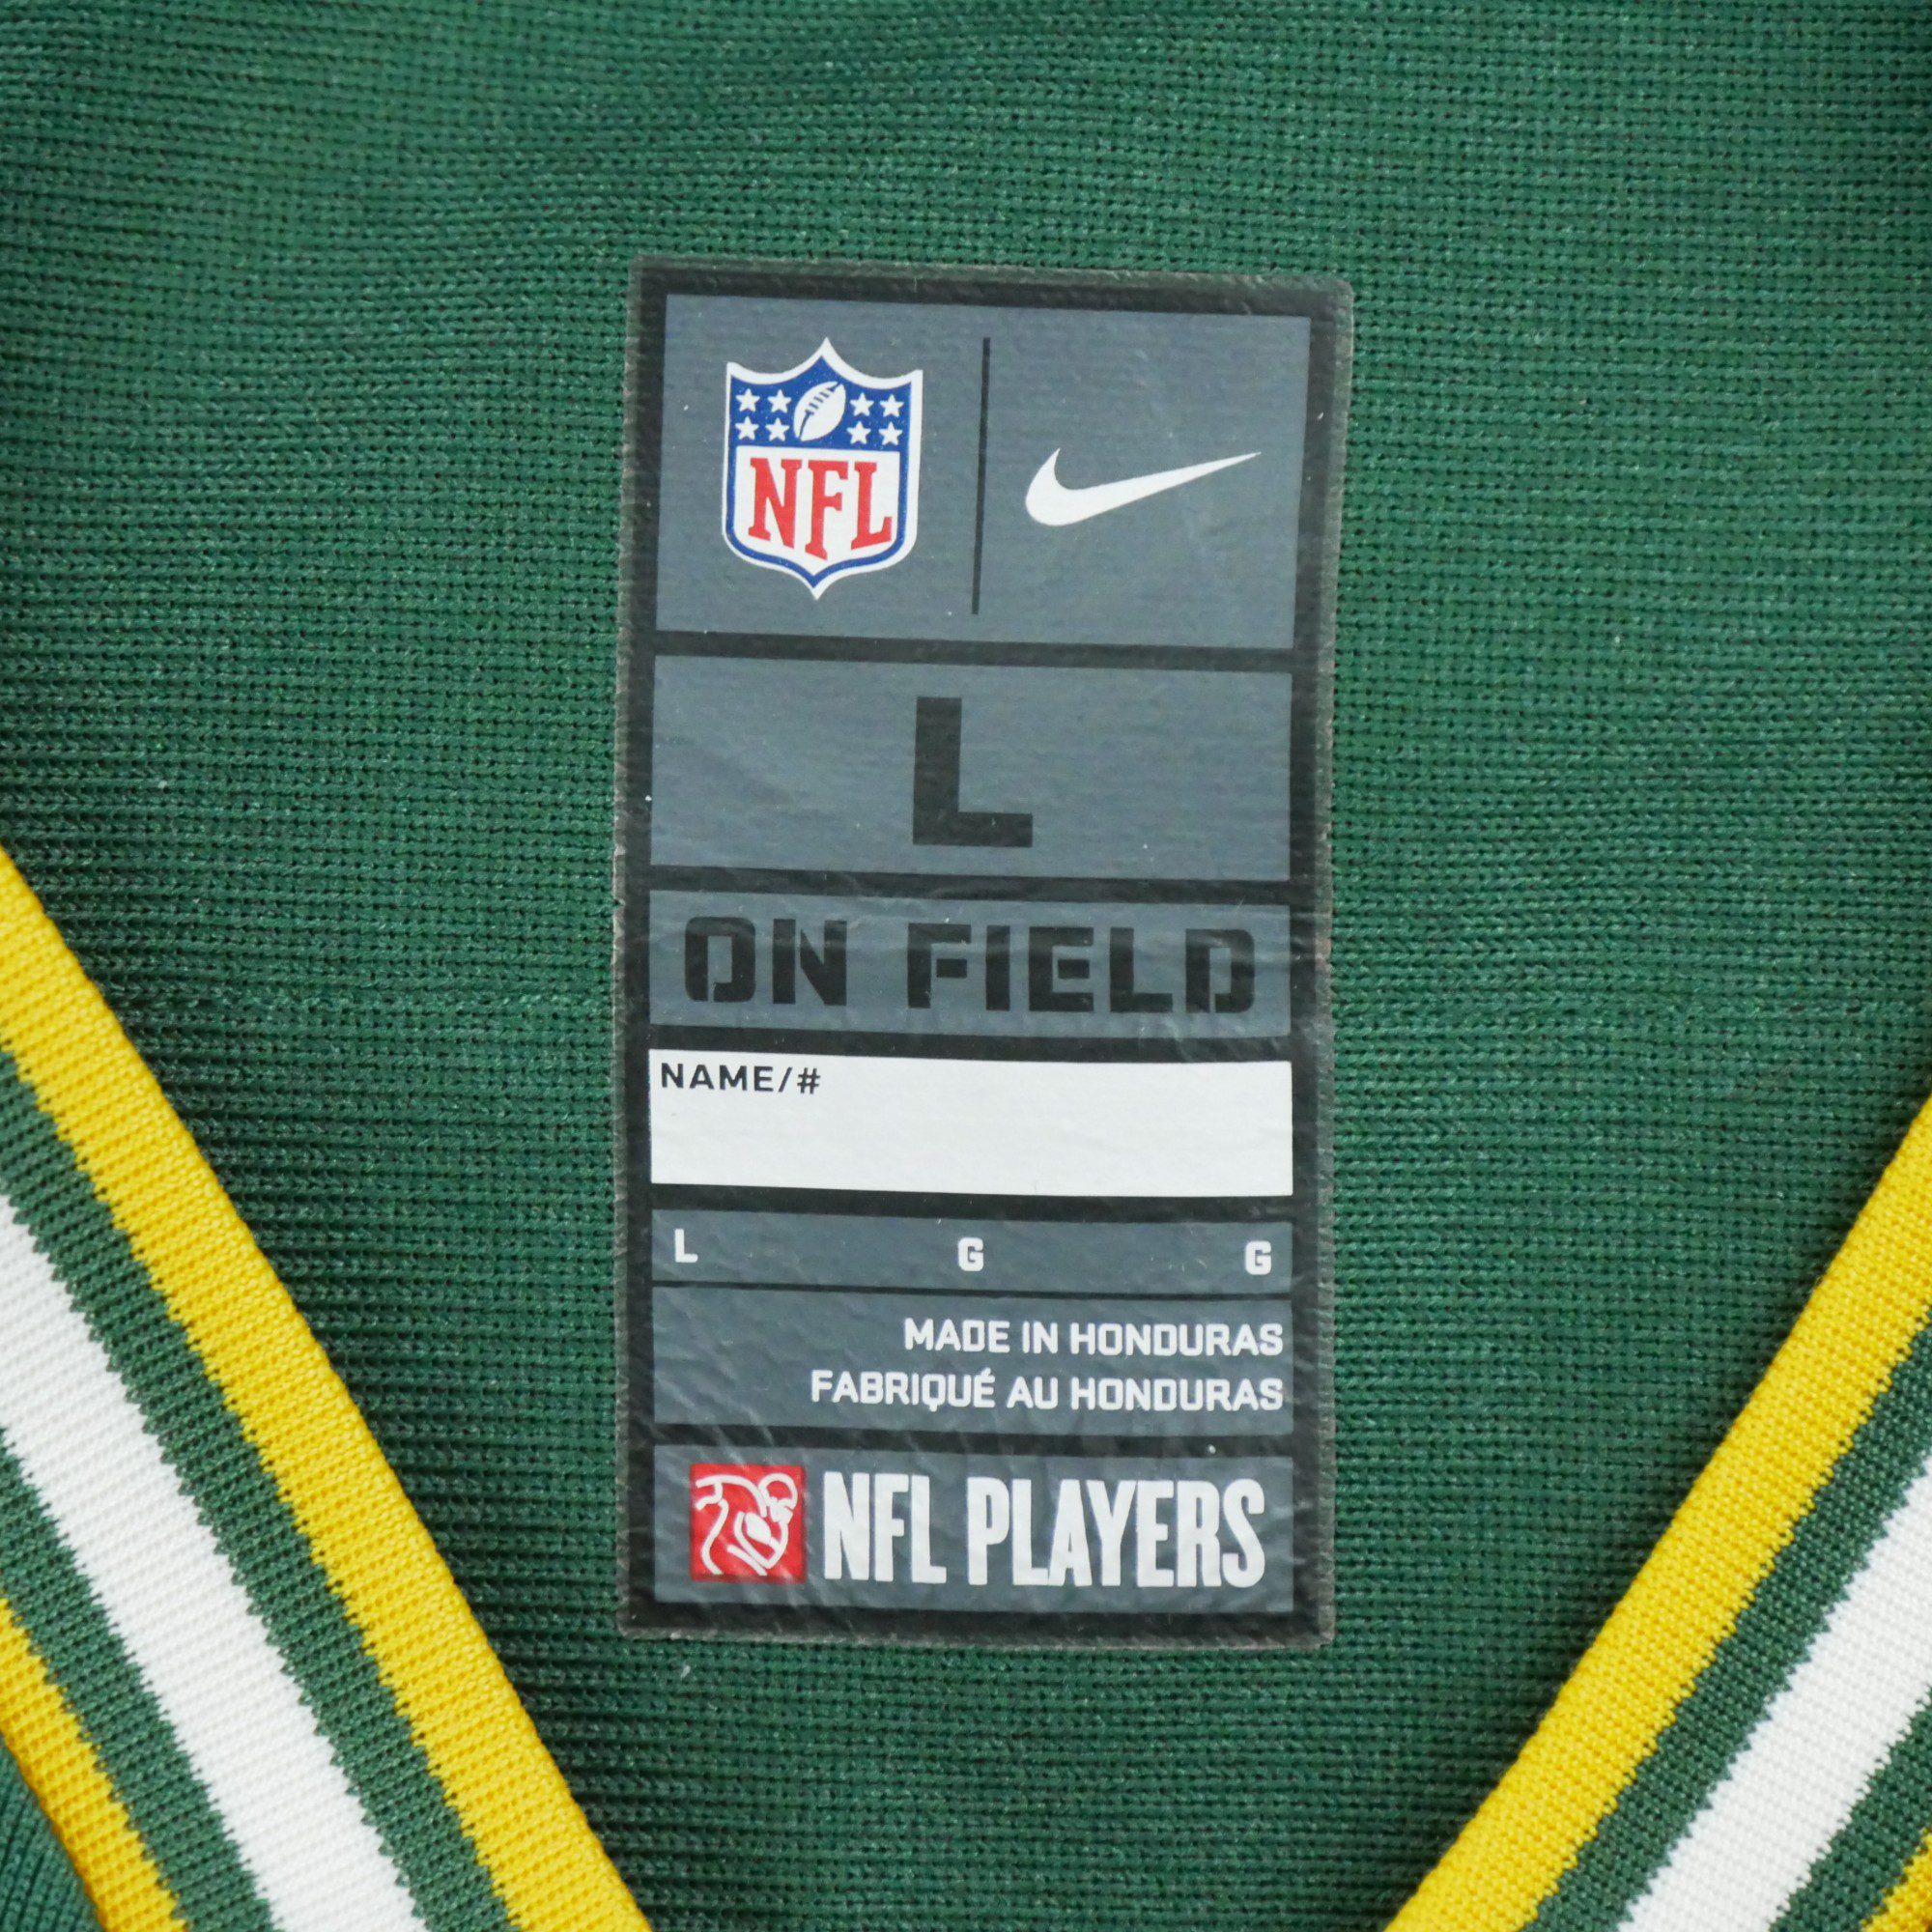 NFL
L
ON FIELD
NAME/#
L G G
MADE IN HONDURAS
FABRIQUÉ AU HONDURAS
NFL PLAYERS